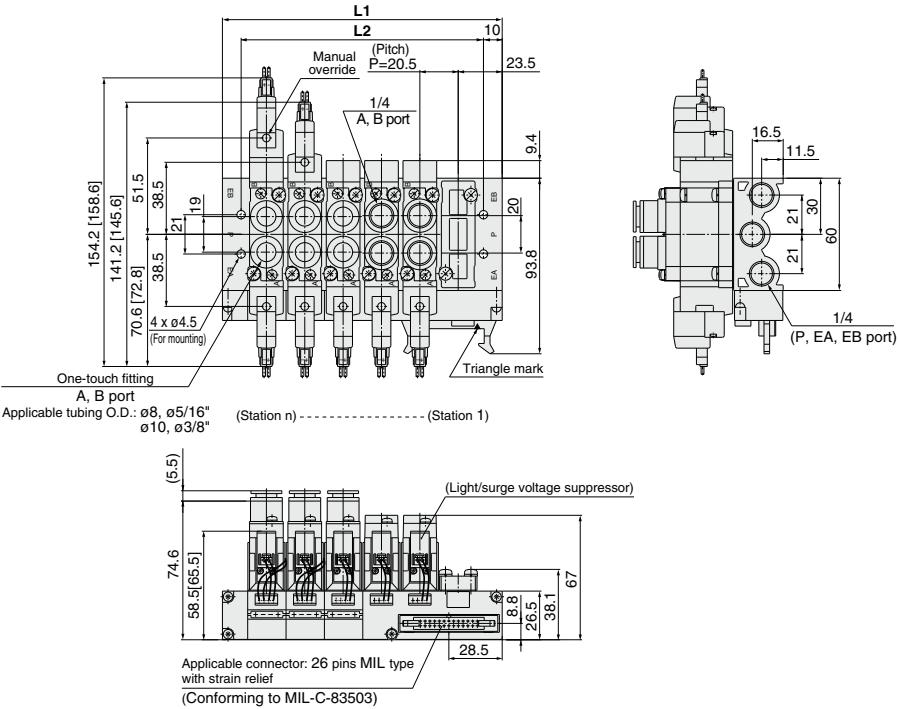 L1
L2
10
(Pitch)
P=20.5
23.5
Manual
override
1/4
A, B port
9.4
16.5
11.5
154.2 [158.6]
141.2 [145.6]
51.5
38.5
21
19
70.6 [72.8]
38.5
EB
P
EA
B
B
B
B
B
A
A
A
A
A
EB
P
EA
20
93.8
21
21
30
60
4 x ø4.5
(For mounting)
1/4
(P, EA, EB port)
Triangle mark
One-touch fitting
A, B port
Applicable tubing O.D.: ø8, ø5/16"
ø10, ø3/8"
(Station n) - - - - - - - - - - - - - - - (Station 1)
(5.5)
(Light/surge voltage suppressor)
74.6
58.5[65.5]
8.8
26.5
38.1
67
28.5
Applicable connector: 26 pins MIL type
with strain relief
(Conforming to MIL-C-83503)